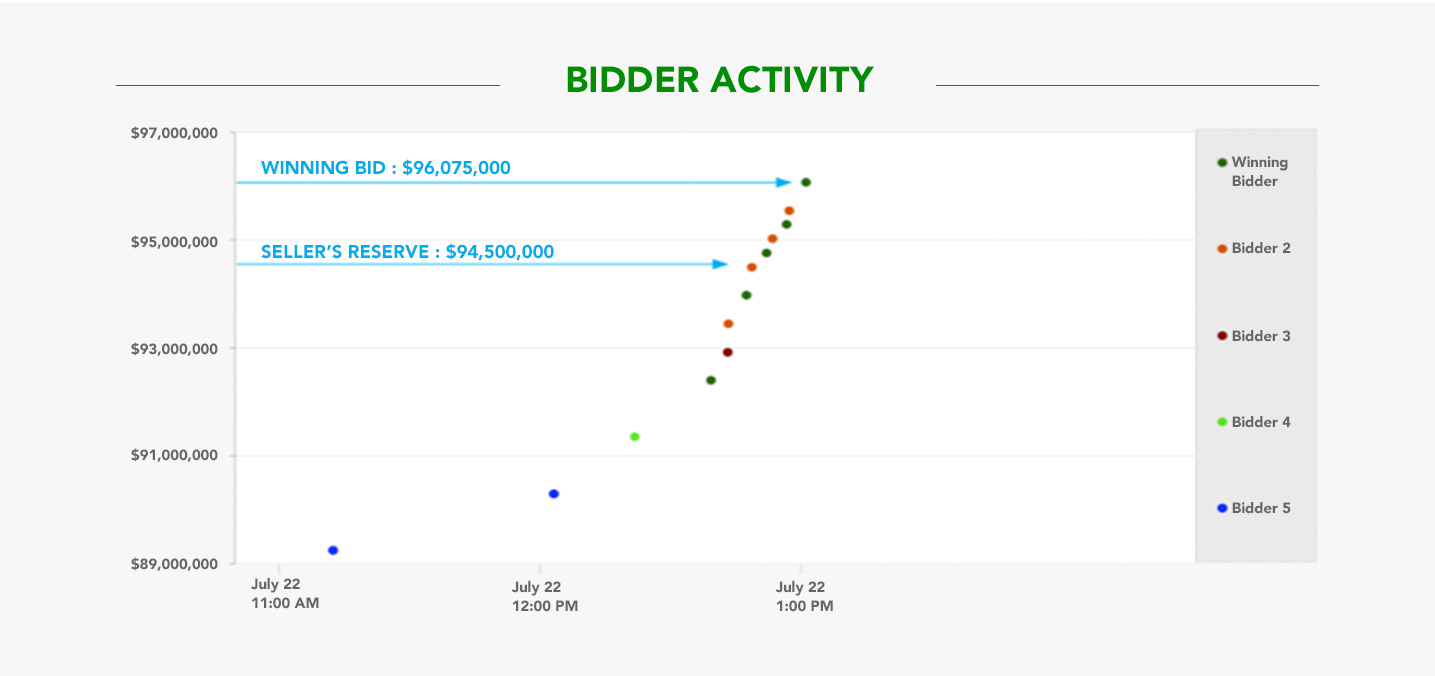 BIDDER ACTIVITY
$97,000,000
WINNING BID : $96,075,000
$95,000,000
SELLER’S RESERVE : $94,500,000
$93,000,000
$91,000,000
$89,000,000
July 22
11:00 AM
July 22
12:00 PM
July 22
1:00 PM
Winning
Bidder
Bidder 2
Bidder 3
Bidder 4
Bidder 5